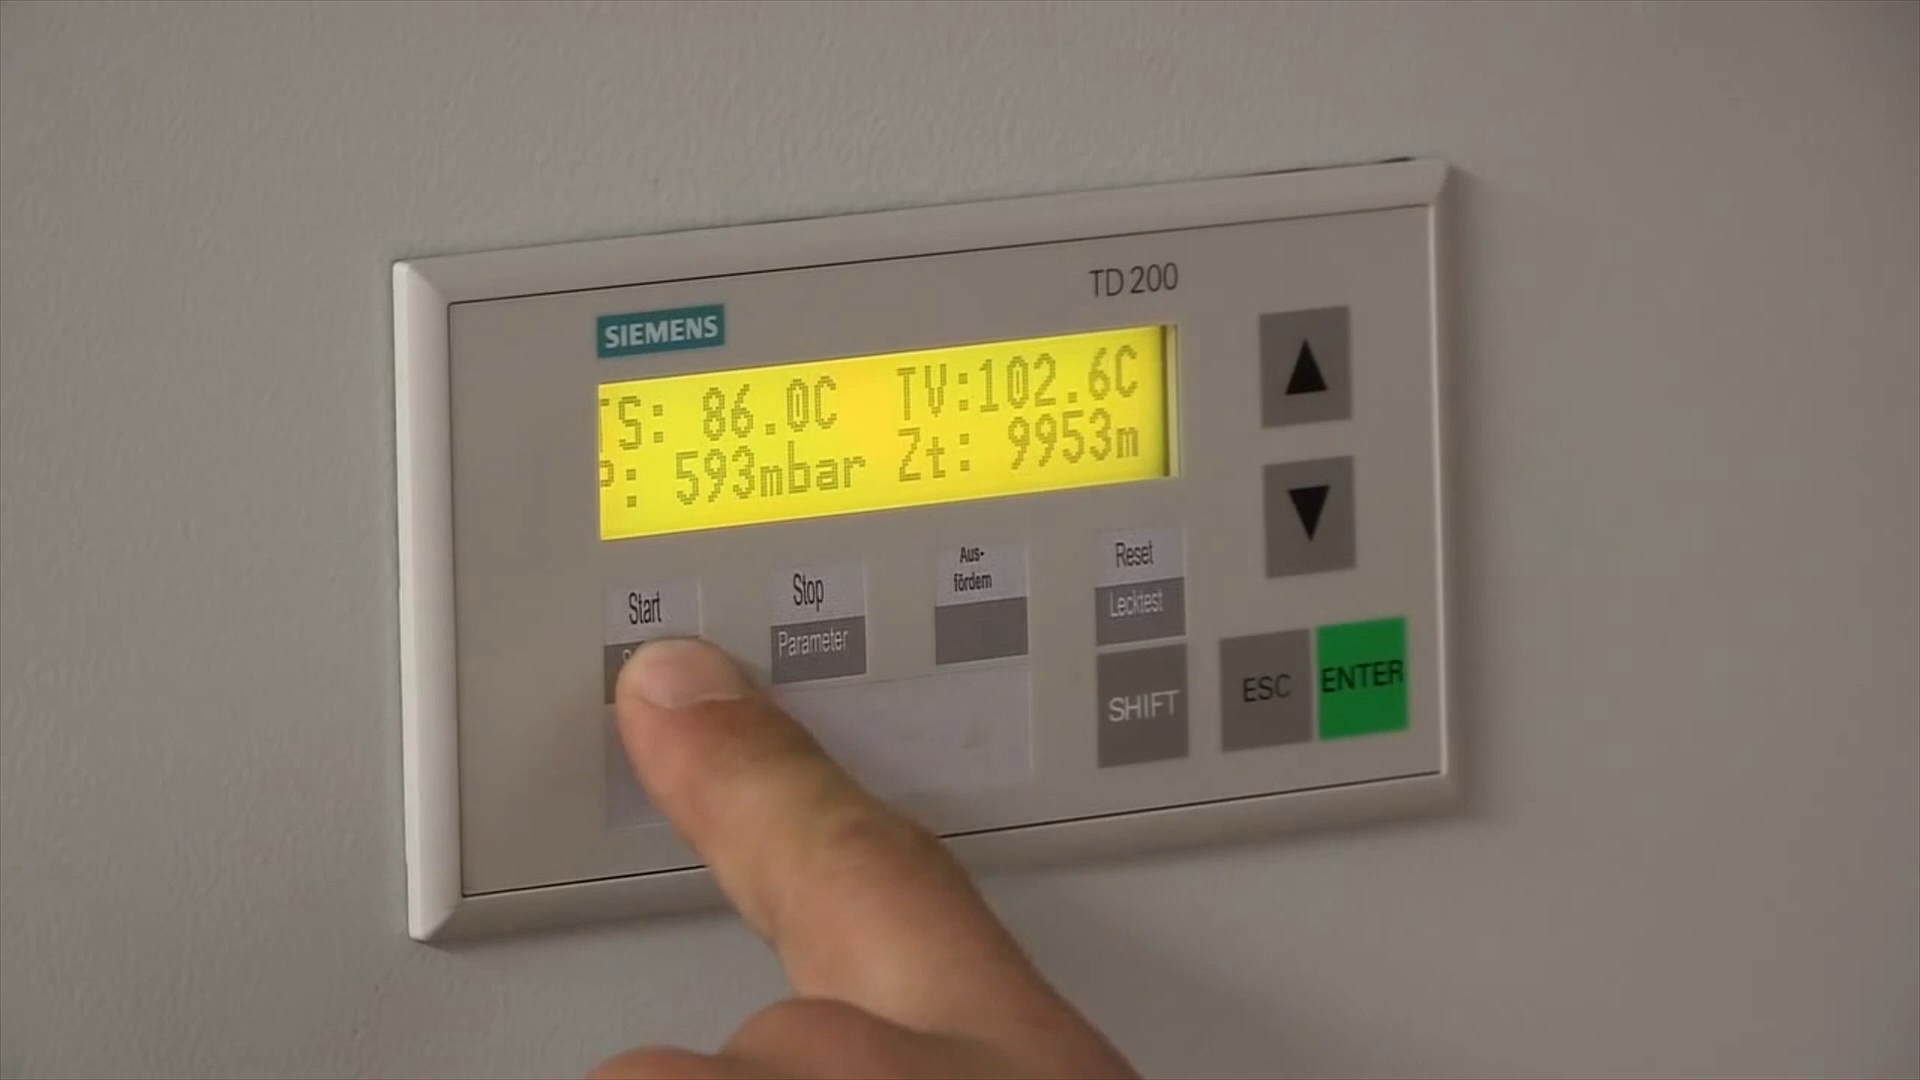 TD 200
SIEMENS
TS: 86.0C TV:102.6C
P: 593mbar Zt: 9953m
Start
Stop
Parameter
Aus-
fördern
Reset
Lecktest
SHIFT
ESC
ENTER